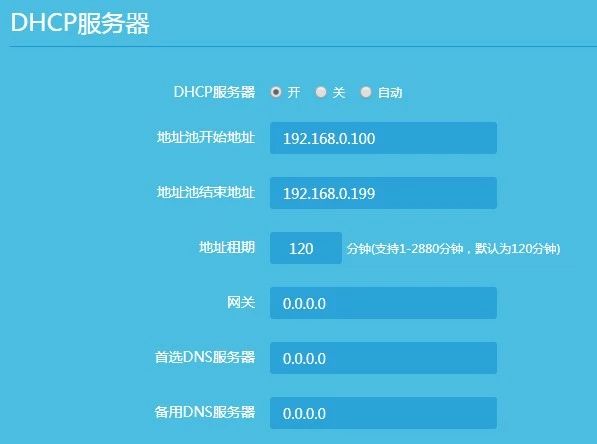 DHCP服务器
DHCP服务器 开 关 自动
地址池开始地址 192.168.0.100
地址池结束地址 192.168.0.199
地址租期 120 分钟(支持1-2880分钟，默认为120分钟)
网关 0.0.0.0
首选DNS服务器 0.0.0.0
备用DNS服务器 0.0.0.0